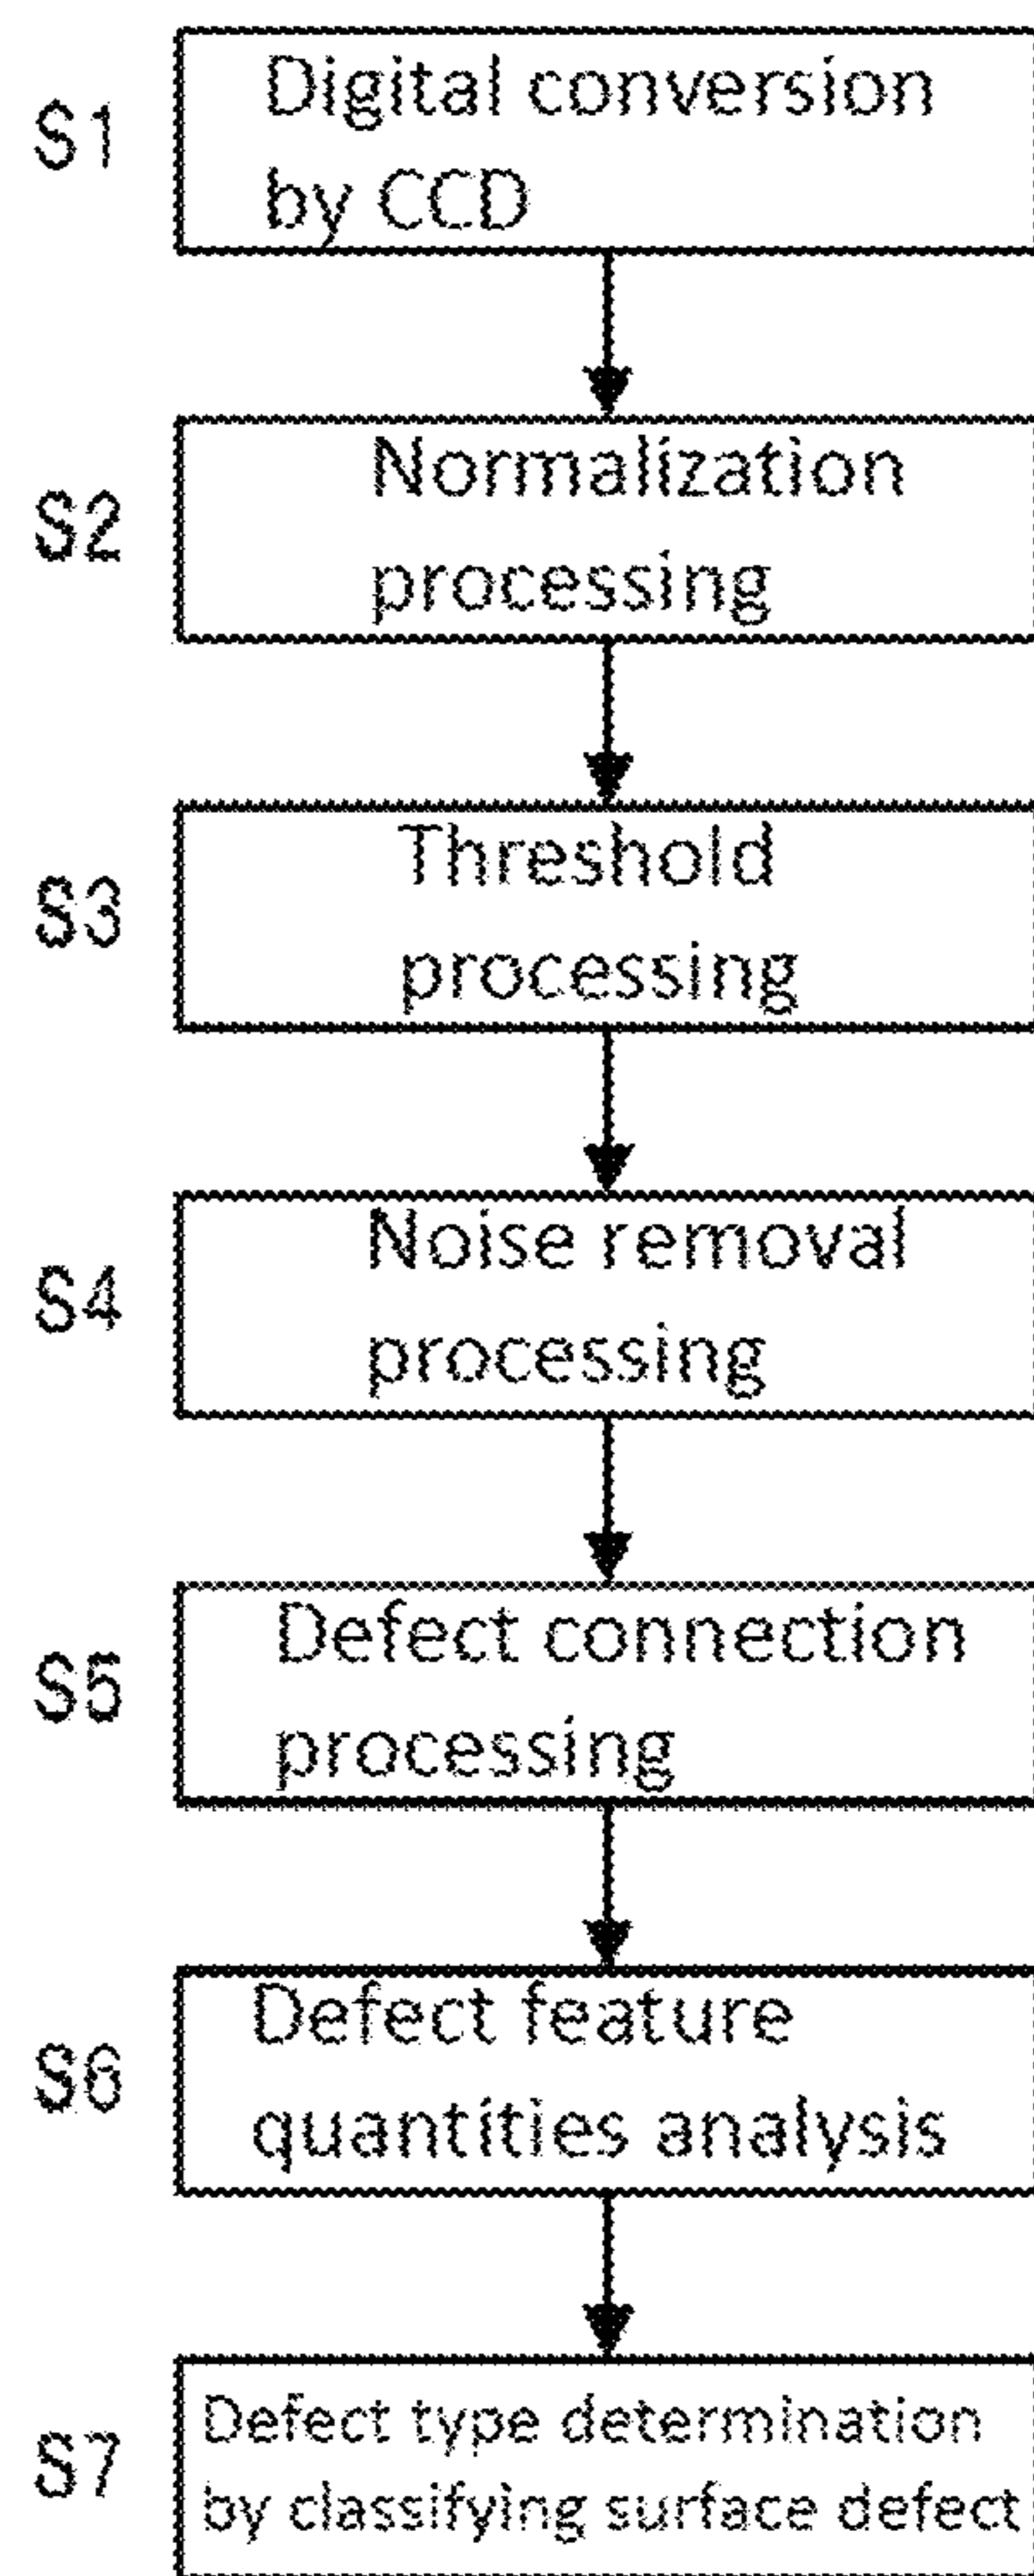 S1
Digital conversion
by CCD
S2
Normalization
processing
S3
Threshold
processing
S4
Noise removal
processing
S5
Defect connection
processing
S6
Defect feature
quantities analysis
S7
Defect type determination
by classifying surface defect